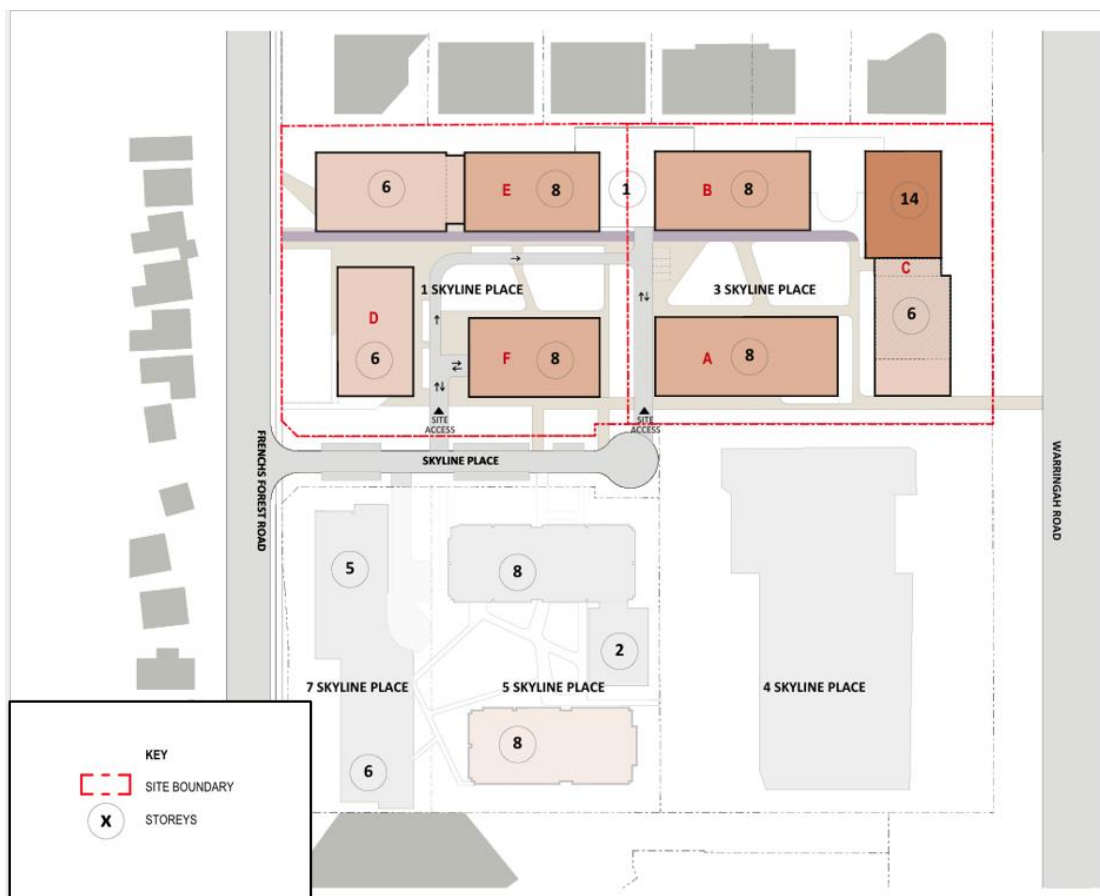 6
E
8
1
B
8
14
C
6
1 SKYLINE PLACE
3 SKYLINE PLACE
D
6
F
8
A
8
SITE
ACCESS
SITE
ACCESS
SKYLINE PLACE
FRENCHS FOREST ROAD
WARRINGAH ROAD
5
8
2
7 SKYLINE PLACE
5 SKYLINE PLACE
4 SKYLINE PLACE
8
6
KEY
SITE BOUNDARY
X
STOREYS